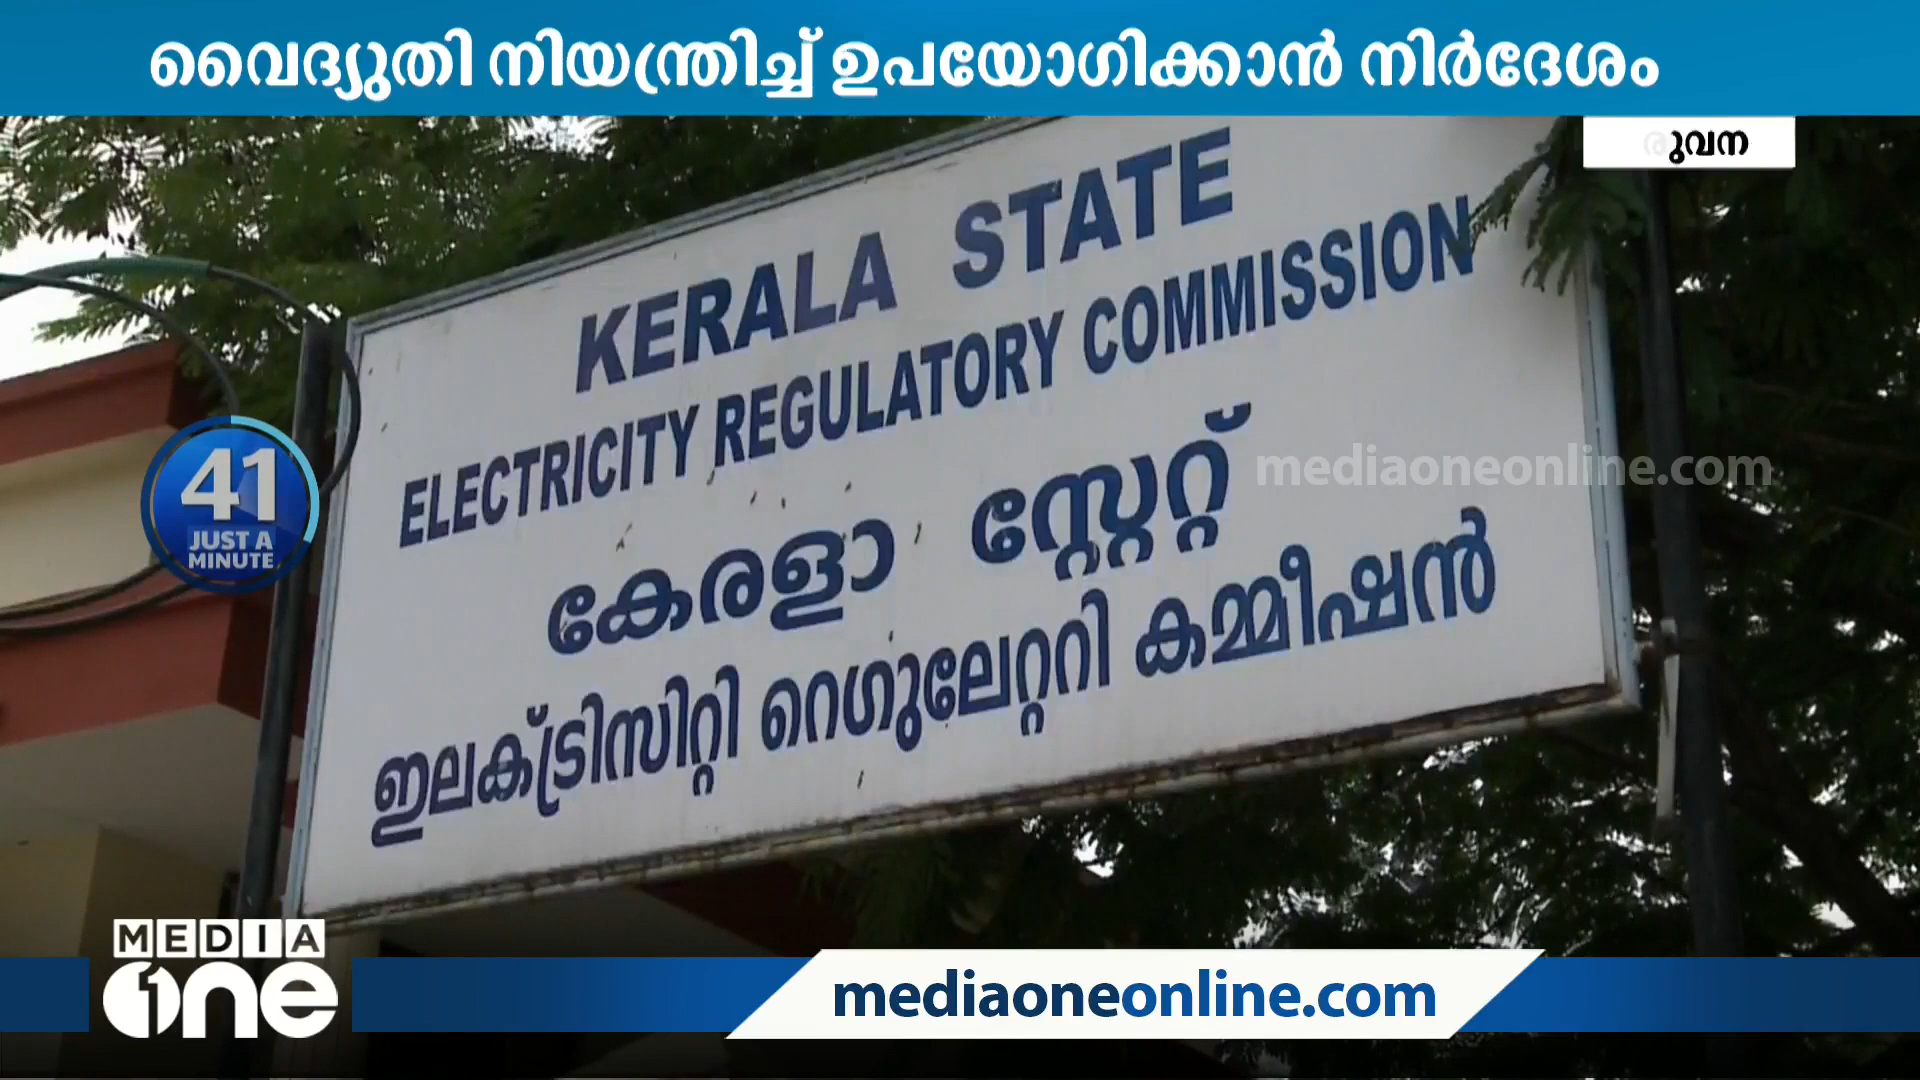 വൈദ്യുതി നിയന്ത്രിച്ച് ഉപയോഗിക്കാൻ നിർദേശം
രുവന
KERALA STATE
ELECTRICITY REGULATORY COMMISSION
mediaoneonline.com
കേരളാ സ്റ്റേറ്റ്
ഇലക്ട്രിസിറ്റി റെഗുലേറ്ററി കമ്മീഷൻ
41
JUST A
MINUTE
MEDIA
one
mediaoneonline.com